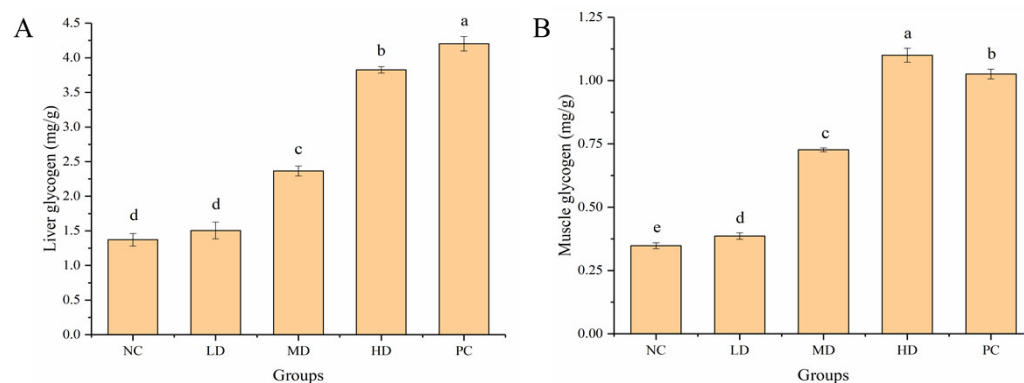 A
Liver glycogen (mg/g)
4.5
4.0
3.5
3.0
2.5
2.0
1.5
1.0
0.5
0.0
d
d
c
b
a
NC LD MD HD PC
Groups
B
Muscle glycogen (mg/g)
1.25
1.00
0.75
0.50
0.25
0.00
e
d
c
a
b
NC LD MD HD PC
Groups